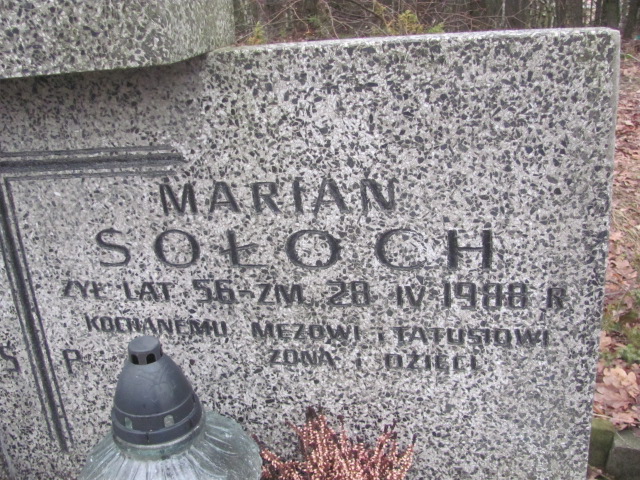 MARIAN
SOŁOCH
ŻYŁ LAT 56-ZM. 28 IV-1988 R
KOCHANEMU MĘŻOWI i TATUSIOWI
Ś P ŻONA i DZIECI